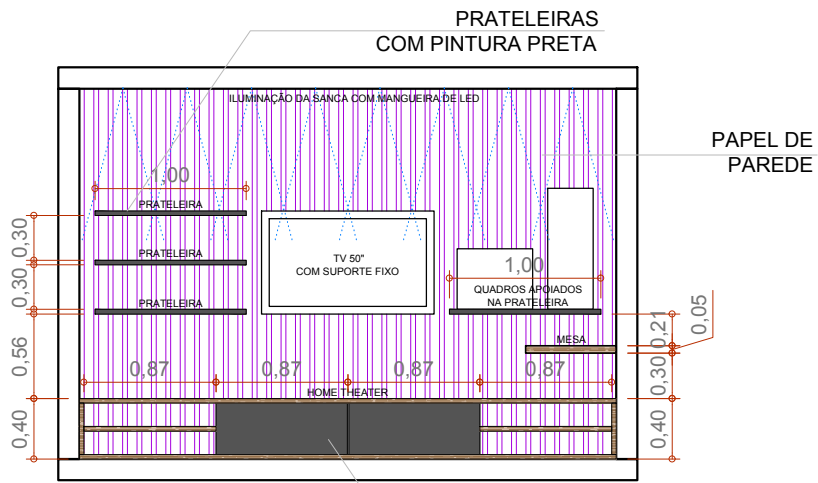 PRATELEIRAS
COM PINTURA PRETA
ILUMINAÇÃO DA SANCA COM MANGUEIRA DE LED
PAPEL DE
PAREDE
1,00
PRATELEIRA
0,30
PRATELEIRA
TV 50"
COM SUPORTE FIXO
1,00
0,30
QUADROS APOIADOS
NA PRATELEIRA
PRATELEIRA
0,05
0,21
MESA
0,56
0,87
0,87
0,87
0,87
0,30
HOME THEATER
0,40
0,40